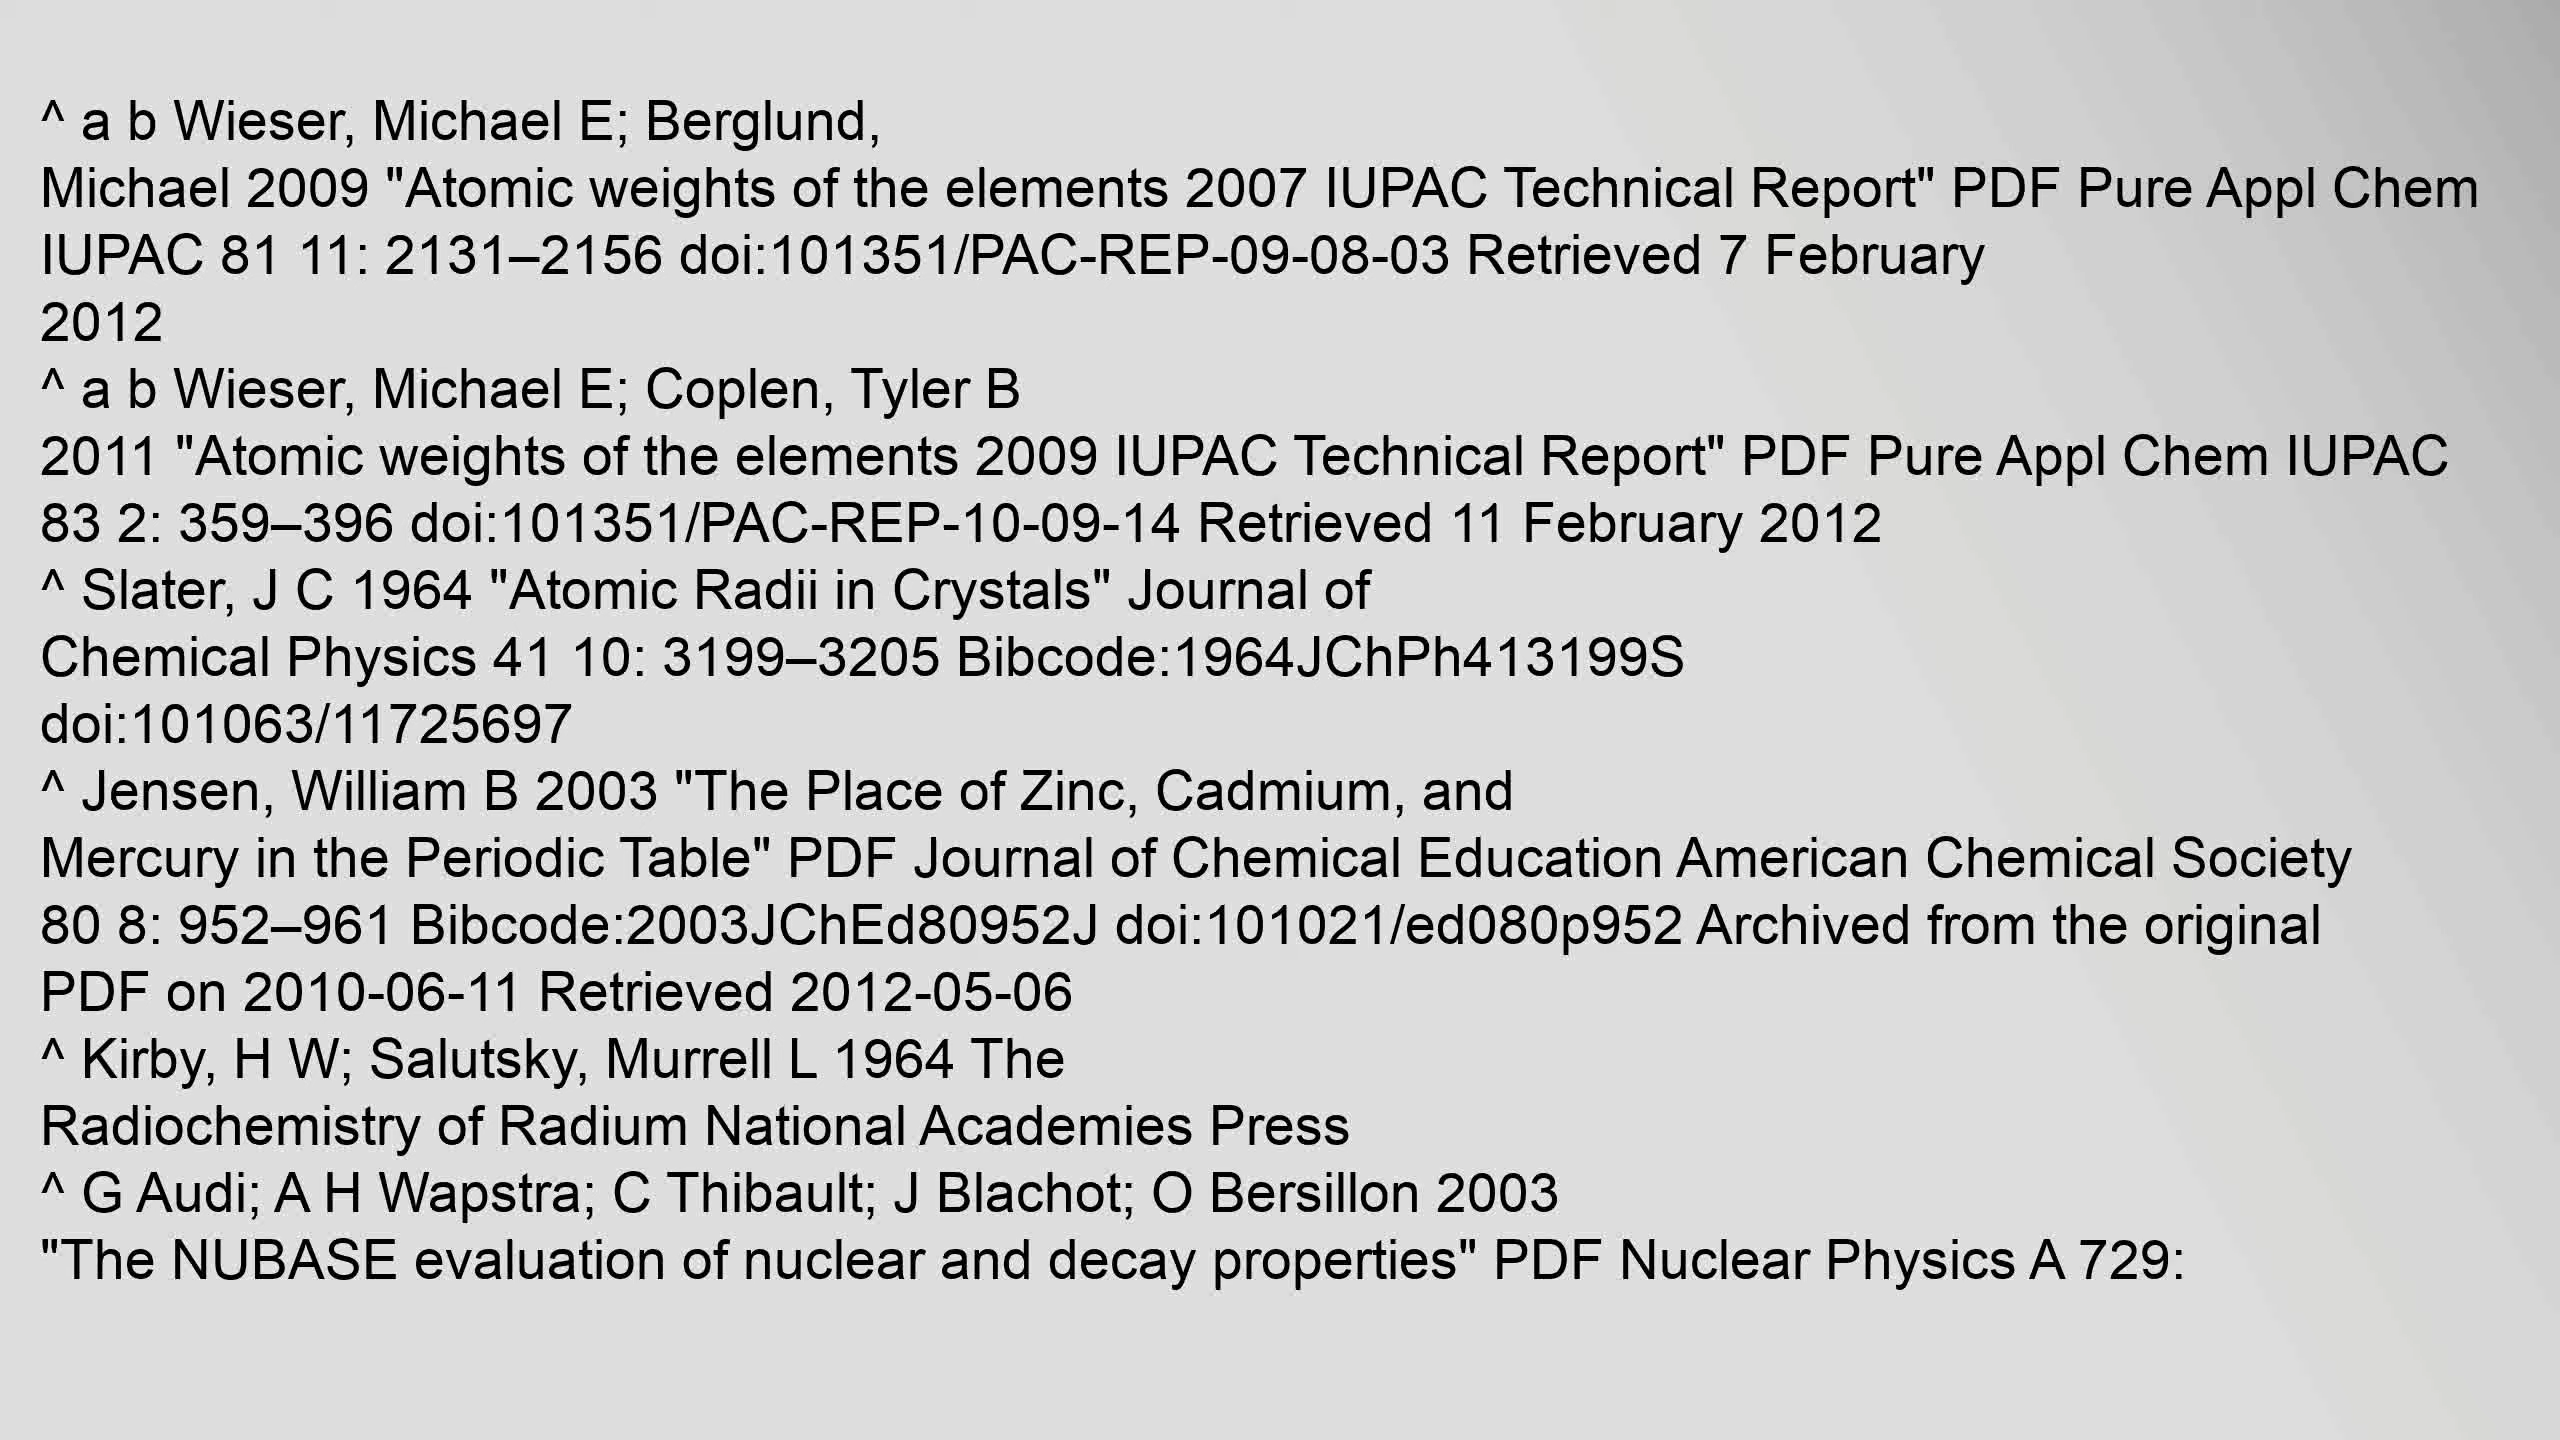 ^ a b Wieser, Michael E; Berglund,
Michael 2009 "Atomic weights of the elements 2007 IUPAC Technical Report" PDF Pure Appl Chem
IUPAC 81 11: 2131–2156 doi:101351/PAC-REP-09-08-03 Retrieved 7 February
2012
^ a b Wieser, Michael E; Coplen, Tyler B
2011 "Atomic weights of the elements 2009 IUPAC Technical Report" PDF Pure Appl Chem IUPAC
83 2: 359–396 doi:101351/PAC-REP-10-09-14 Retrieved 11 February 2012
^ Slater, J C 1964 "Atomic Radii in Crystals" Journal of
Chemical Physics 41 10: 3199–3205 Bibcode:1964JChPh413199S
doi:101063/11725697
^ Jensen, William B 2003 "The Place of Zinc, Cadmium, and
Mercury in the Periodic Table" PDF Journal of Chemical Education American Chemical Society
80 8: 952–961 Bibcode:2003JChEd80952J doi:101021/ed080p952 Archived from the original
PDF on 2010-06-11 Retrieved 2012-05-06
^ Kirby, H W; Salutsky, Murrell L 1964 The
Radiochemistry of Radium National Academies Press
^ G Audi; A H Wapstra; C Thibault; J Blachot; O Bersillon 2003
"The NUBASE evaluation of nuclear and decay properties" PDF Nuclear Physics A 729: